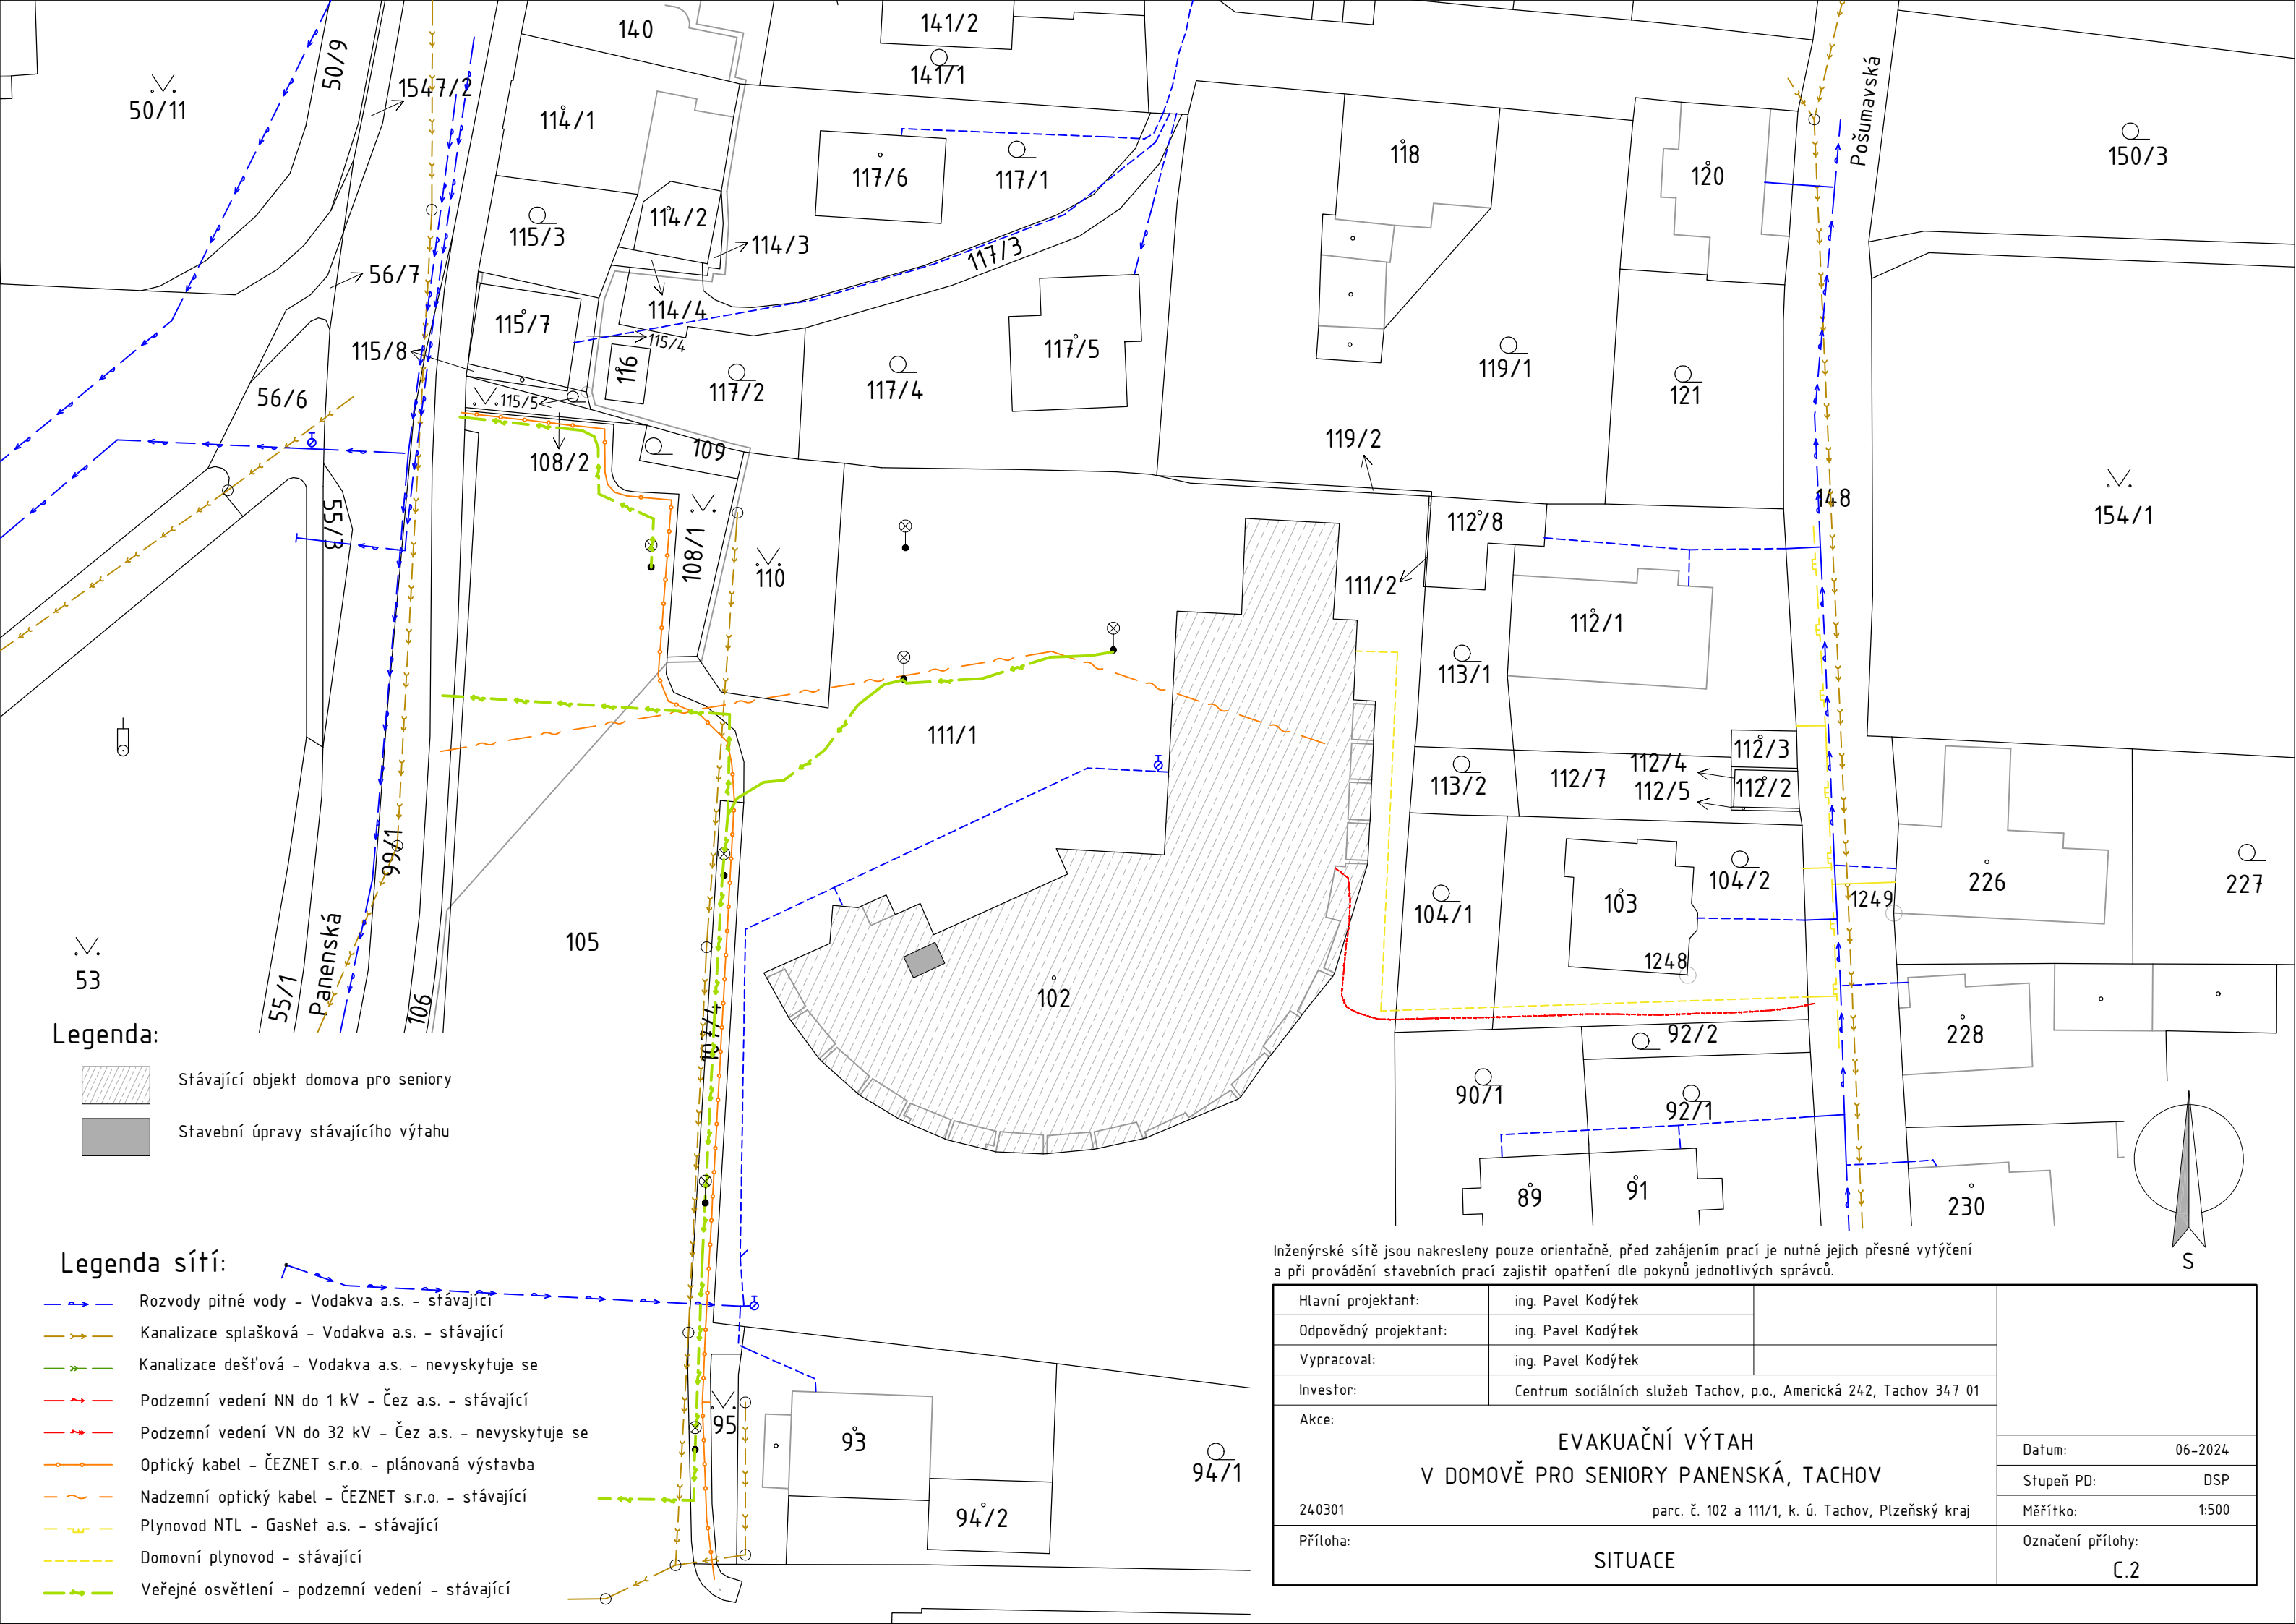 140
141/2
141/1
50/9
50/11
1547/2
Pošumavská
150/3
114/1
118
120
117/6
117/1
114/2
115/3
114/3
117/3
56/7
114/4
115/7
115/4
115/8
116
117/5
117/2
117/4
119/1
121
56/6
115/5
108/2
109
119/2
148
154/1
55/3
112/8
108/1
110
111/2
112/1
113/1
111/1
112/3
112/4
113/2
112/7
112/5
112/2
99/1
104/2
226
227
103
1249
104/1
Panenská
105
1248
53
55/1
106
102
107/4
228
92/2
90/1
92/1
89
91
230
93
95
94/1
94/2
S
Legenda:
Stávající objekt domova pro seniory
Stavební úpravy stávajícího výtahu
Legenda sítí:
Rozvody pitné vody - Vodakva a.s. - stávající
Kanalizace splašková - Vodakva a.s. - stávající
Kanalizace dešťová - Vodakva a.s. - nevyskytuje se
Podzemní vedení NN do 1 kV - Čez a.s. - stávající
Podzemní vedení VN do 32 kV - Čez a.s. - nevyskytuje se
Optický kabel - ČEZNET s.r.o. - plánovaná výstavba
Nadzemní optický kabel - ČEZNET s.r.o. - stávající
Plynovod NTL - GasNet a.s. - stávající
Domovní plynovod - stávající
Veřejné osvětlení - podzemní vedení - stávající
Inženýrské sítě jsou nakresleny pouze orientačně, před zahájením prací je nutné jejich přesné vytýčení
a při provádění stavebních prací zajistit opatření dle pokynů jednotlivých správců.
Hlavní projektant: ing. Pavel Kodýtek
Odpovědný projektant: ing. Pavel Kodýtek
Vypracoval: ing. Pavel Kodýtek
Investor: Centrum sociálních služeb Tachov, p.o., Americká 242, Tachov 347 01
Akce:
EVAKUAČNÍ VÝTAH
V DOMOVĚ PRO SENIORY PANENSKÁ, TACHOV
240301 parc. č. 102 a 111/1, k. ú. Tachov, Plzeňský kraj
Datum: 06-2024
Stupeň PD: DSP
Měřítko: 1:500
Příloha:
SITUACE
Označení přílohy:
C.2